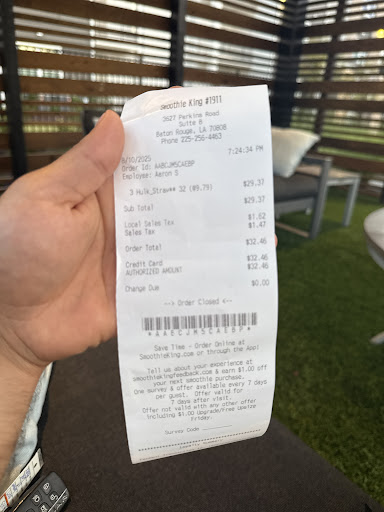 Smoothie King #1911
3627 Perkins Road
Suite B
Baton Rouge, LA 70808
Phone 225-256-4463
6/10/2025 7:24:34 PM
Order Id: AABCJM5CAEBP
Employee: Aaron S
3 Hulk_Straw** 32 (@9.79) $29.37
Sub Total $29.37
Local Sales Tax $1.62
Sales Tax $1.47
Order Total $32.46
Credit Card $32.46
AUTHORIZED AMOUNT $32.46
Change Due $0.00
--> Order Closed <--
Save Time - Order Online at
SmoothieKing.com or through the App!
Tell us about your experience at
smoothiekingfeedback.com & earn $1.00 off
your next smoothie purchase.
One survey & offer available every 7 days
per guest. Offer valid for
7 days after visit.
Offer not valid with any other offer
including $1.00 Upgrade/Free Upsize
Friday.
Survey Code ________